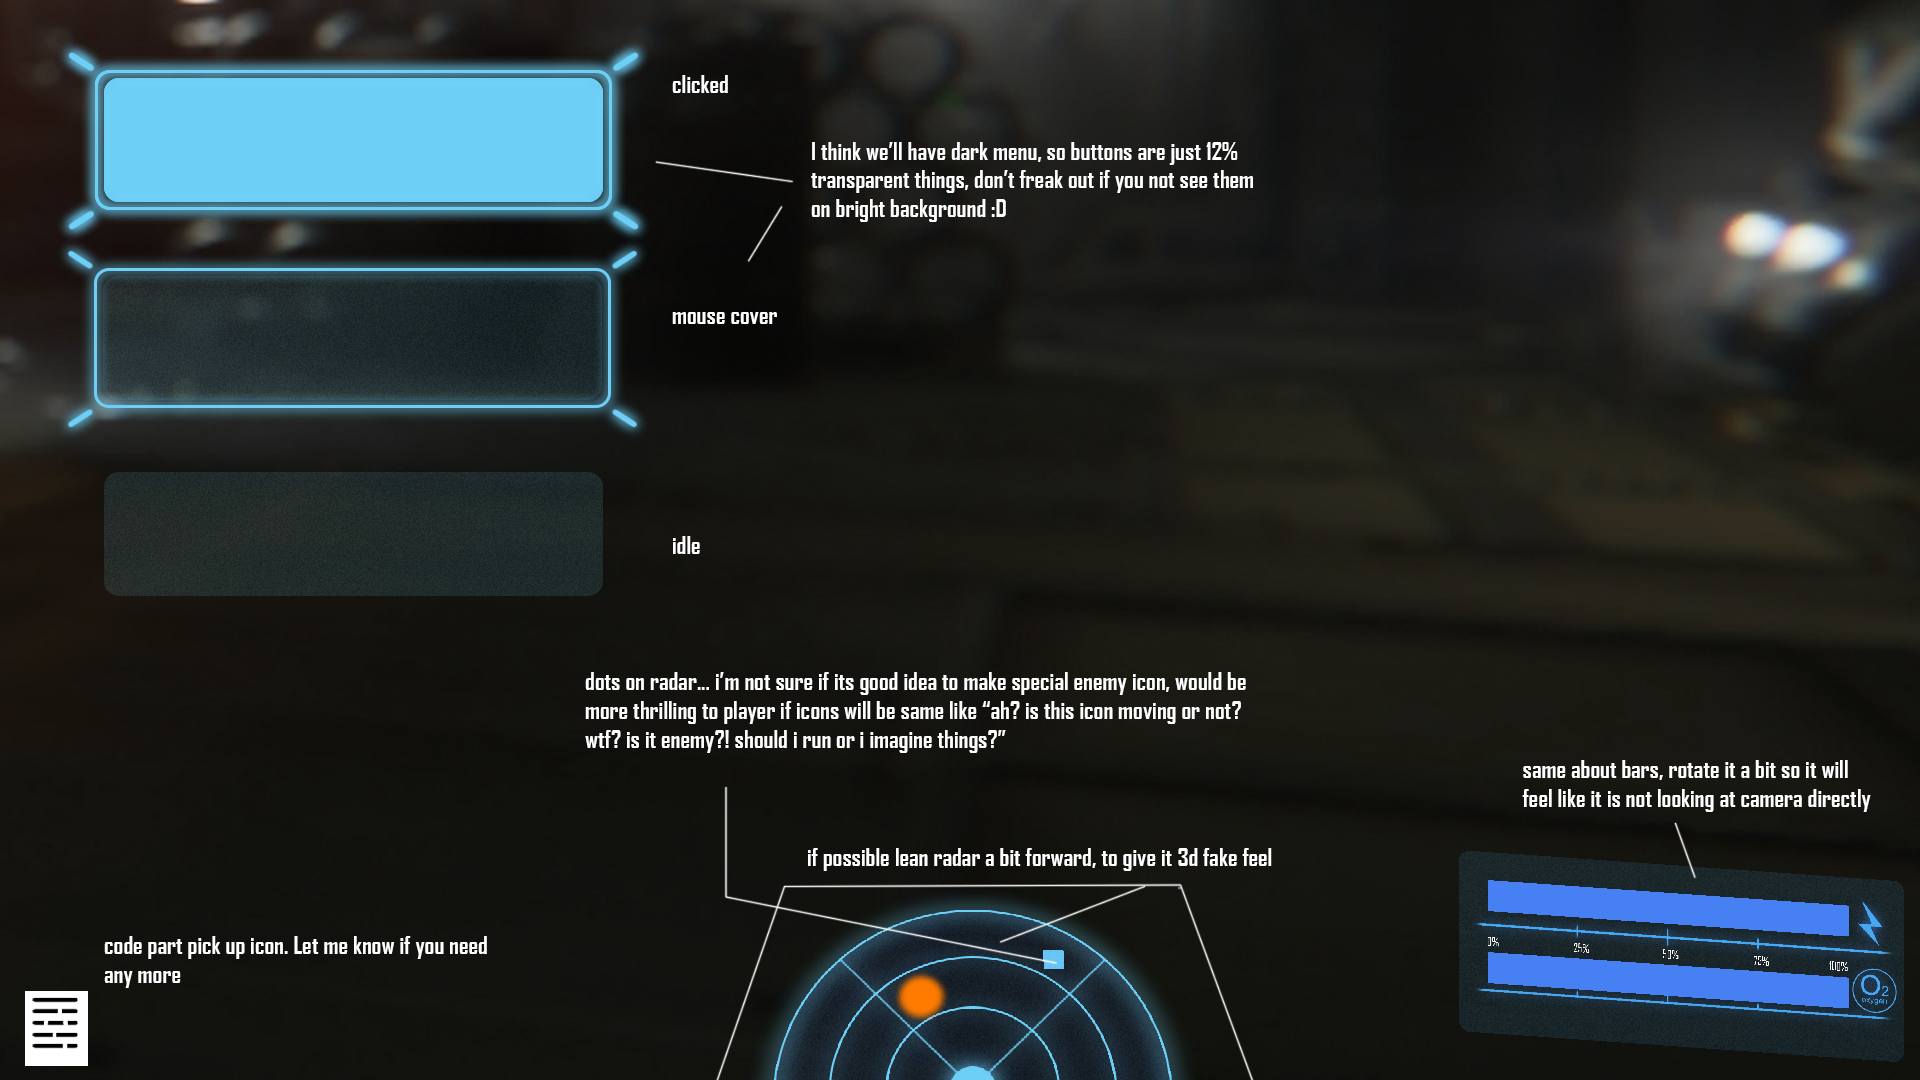 clicked
I think we'll have dark menu, so buttons are just 12%
transparent things, don't freak out if you not see them
on bright background :D
mouse cover
idle
dots on radar... i'm not sure if its good idea to make special enemy icon, would be
more thrilling to player if icons will be same like “ah? is this icon moving or not?
wtf? is it enemy?! should i run or i imagine things?”
same about bars, rotate it a bit so it will
feel like it is not looking at camera directly
if possible lean radar a bit forward, to give it 3d fake feel
code part pick up icon. Let me know if you need
any more
0% 25% 50% 75% 100%
O2
oxygen